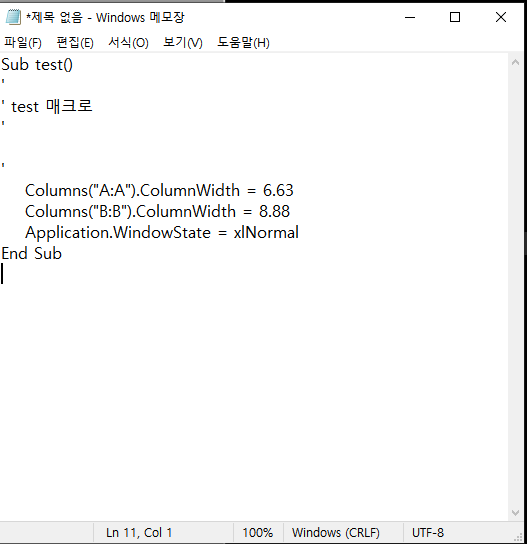 *제목 없음 - Windows 메모장
파일(F) 편집(E) 서식(O) 보기(V) 도움말(H)
Sub test()
'
' test 매크로
'

'
    Columns("A:A").ColumnWidth = 6.63
    Columns("B:B").ColumnWidth = 8.88
    Application.WindowState = xlNormal
End Sub
Ln 11, Col 1 100% Windows (CRLF) UTF-8